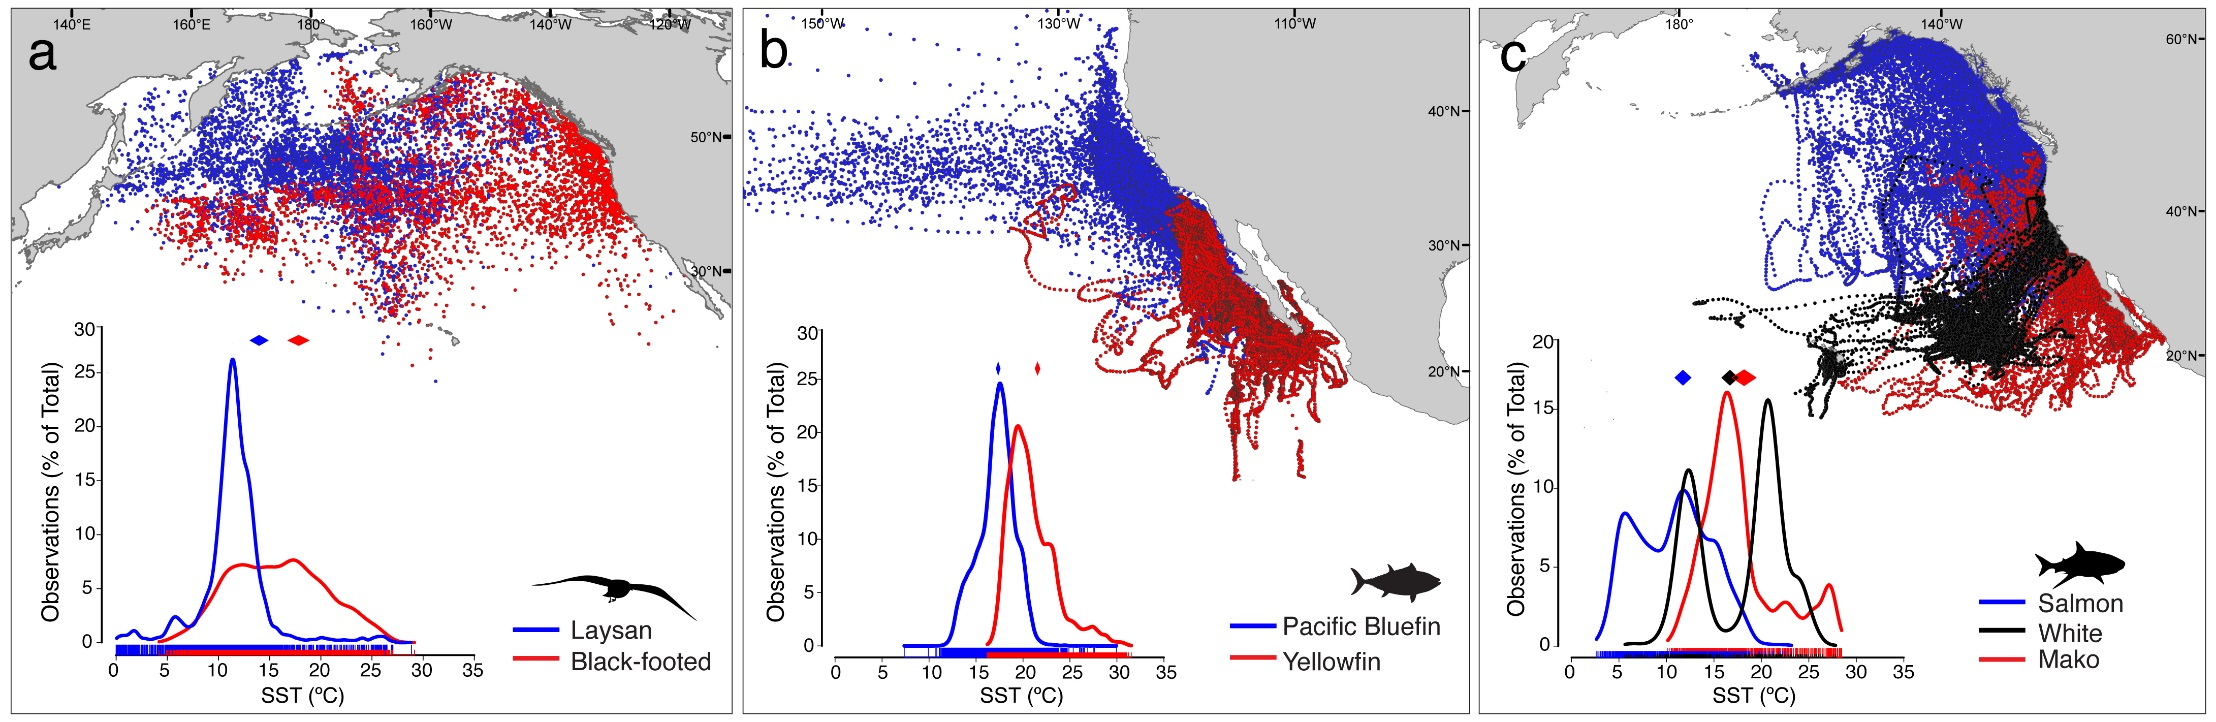 a
140°E 160°E 180° 160°W 140°W 120°W
50°N
30°N
30
25
20
15
10
5
0
Observations (% of Total)
0 5 10 15 20 25 30 35
SST (ºC)
Laysan
Black-footed
b
150°W 130°W 110°W
40°N
30°N
20°N
30
25
20
15
10
5
0
Observations (% of Total)
0 5 10 15 20 25 30 35
SST (ºC)
Pacific Bluefin
Yellowfin
c
180° 140°W
60°N
40°N
20°N
20
15
10
5
0
Observations (% of Total)
0 5 10 15 20 25 30 35
SST (ºC)
Salmon
White
Mako